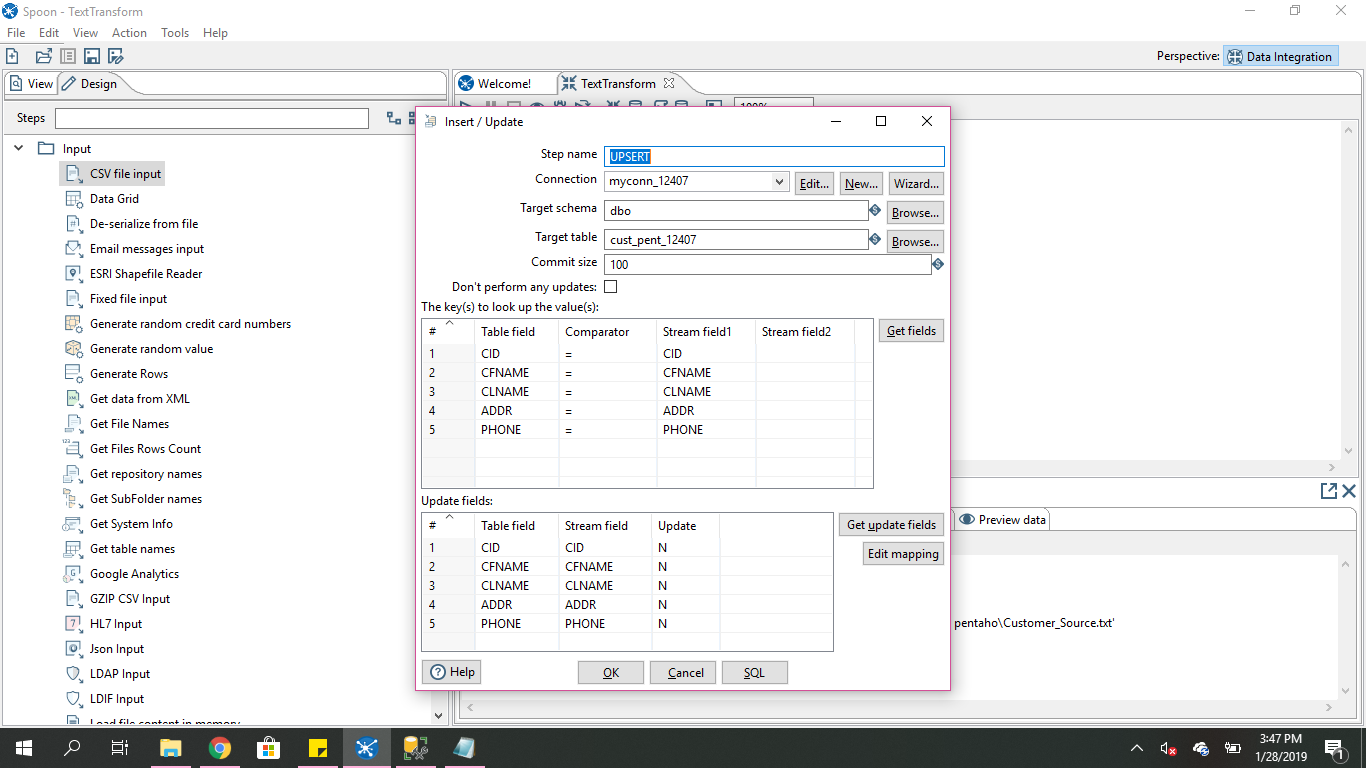 Spoon - TextTransform
File Edit View Action Tools Help
Perspective: Data Integration
View Design
Welcome! TextTransform
Steps
100%
Input
CSV file input
Data Grid
De-serialize from file
Email messages input
ESRI Shapefile Reader
Fixed file input
Generate random credit card numbers
Generate random value
Generate Rows
Get data from XML
Get File Names
Get Files Rows Count
Get repository names
Get SubFolder names
Get System Info
Get table names
Google Analytics
GZIP CSV Input
HL7 Input
Json Input
LDAP Input
LDIF Input
Load file content in memory
Insert / Update
Step name UPSERT
Connection myconn_12407 Edit... New... Wizard...
Target schema dbo Browse...
Target table cust_pent_12407 Browse...
Commit size 100
Don't perform any updates:
The key(s) to look up the value(s):
# Table field Comparator Stream field1 Stream field2 Get fields
1 CID = CID
2 CFNAME = CFNAME
3 CLNAME = CLNAME
4 ADDR = ADDR
5 PHONE = PHONE
Update fields:
# Table field Stream field Update Get update fields
1 CID CID N Edit mapping
2 CFNAME CFNAME N
3 CLNAME CLNAME N
4 ADDR ADDR N
5 PHONE PHONE N
Help OK Cancel SQL
Preview data
pentaho\Customer_Source.txt'
3:47 PM
1/28/2019
1